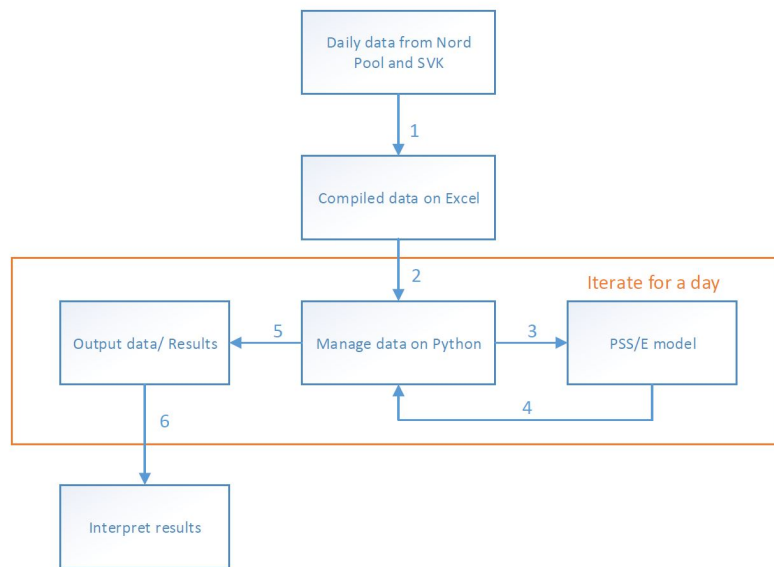 Daily data from Nord
Pool and SVK
1
Compiled data on Excel
2
Iterate for a day
Output data/ Results
5
Manage data on Python
3
PSS/E model
4
6
Interpret results